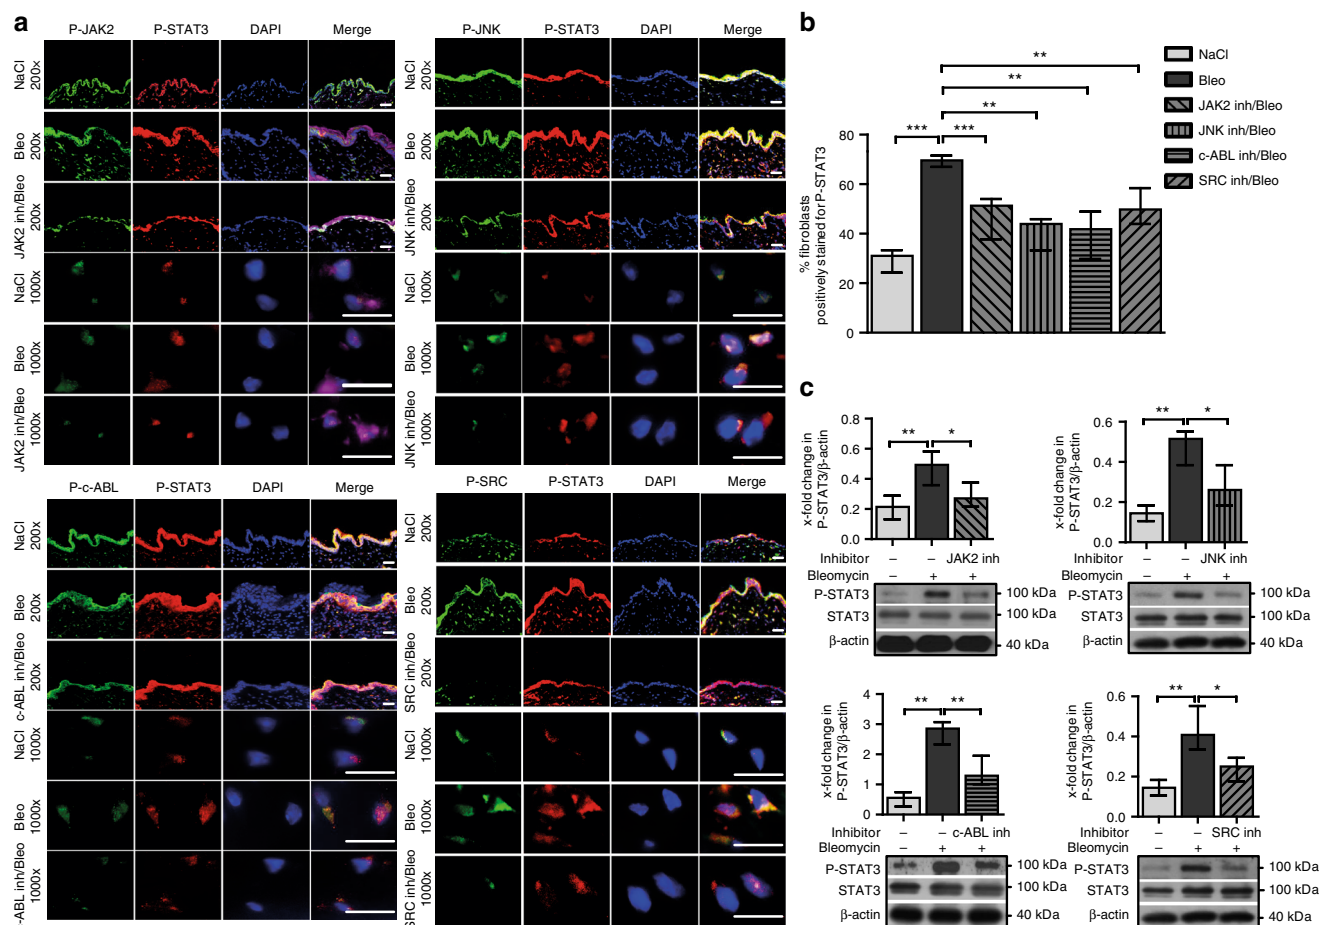 a
P-JAK2 P-STAT3 DAPI Merge
NaCl 200x
Bleo 200x
JAK2 inh/Bleo 200x
NaCl 1000x
Bleo 1000x
JAK2 inh/Bleo 1000x
P-JNK P-STAT3 DAPI Merge
NaCl 200x
Bleo 200x
JNK inh/Bleo 200x
NaCl 1000x
Bleo 1000x
JNK inh/Bleo 1000x
P-c-ABL P-STAT3 DAPI Merge
NaCl 200x
Bleo 200x
c-ABL inh/Bleo 200x
NaCl 1000x
Bleo 1000x
-ABL inh/Bleo 1000x
P-SRC P-STAT3 DAPI Merge
NaCl 200x
Bleo 200x
SRC inh/Bleo 200x
NaCl 1000x
Bleo 1000x
SRC inh/Bleo 1000x
b
% fibroblasts
positively stained for P-STAT3
80
60
40
20
0
*** ***
**
**
**
NaCl
Bleo
JAK2 inh/Bleo
JNK inh/Bleo
c-ABL inh/Bleo
SRC inh/Bleo
c
x-fold change in
P-STAT3/β-actin
0.8
0.6
0.4
0.2
0.0
** *
Inhibitor – – JAK2 inh
Bleomycin – + +
P-STAT3 100 kDa
STAT3 100 kDa
β-actin 40 kDa
x-fold change in
P-STAT3/β-actin
0.6
0.4
0.2
0.0
** *
Inhibitor – – JNK inh
Bleomycin – + +
P-STAT3 100 kDa
STAT3 100 kDa
β-actin 40 kDa
x-fold change in
P-STAT3/β-actin
4
3
2
1
0
** **
Inhibitor – – c-ABL inh
Bleomycin – + +
P-STAT3 100 kDa
STAT3 100 kDa
β-actin 40 kDa
x-fold change in
P-STAT3/β-actin
0.6
0.4
0.2
0.0
** *
Inhibitor – – SRC inh
Bleomycin – + +
P-STAT3 100 kDa
STAT3 100 kDa
β-actin 40 kDa